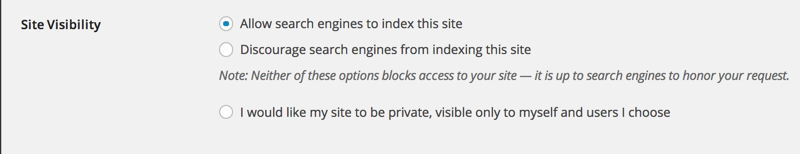 Site Visibility
Allow search engines to index this site
Discourage search engines from indexing this site
Note: Neither of these options blocks access to your site — it is up to search engines to honor your request.
I would like my site to be private, visible only to myself and users I choose